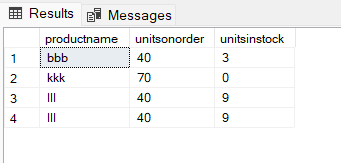 Results Messages
productname unitsonorder unitsinstock
1 bbb 40 3
2 kkk 70 0
3 lll 40 9
4 lll 40 9